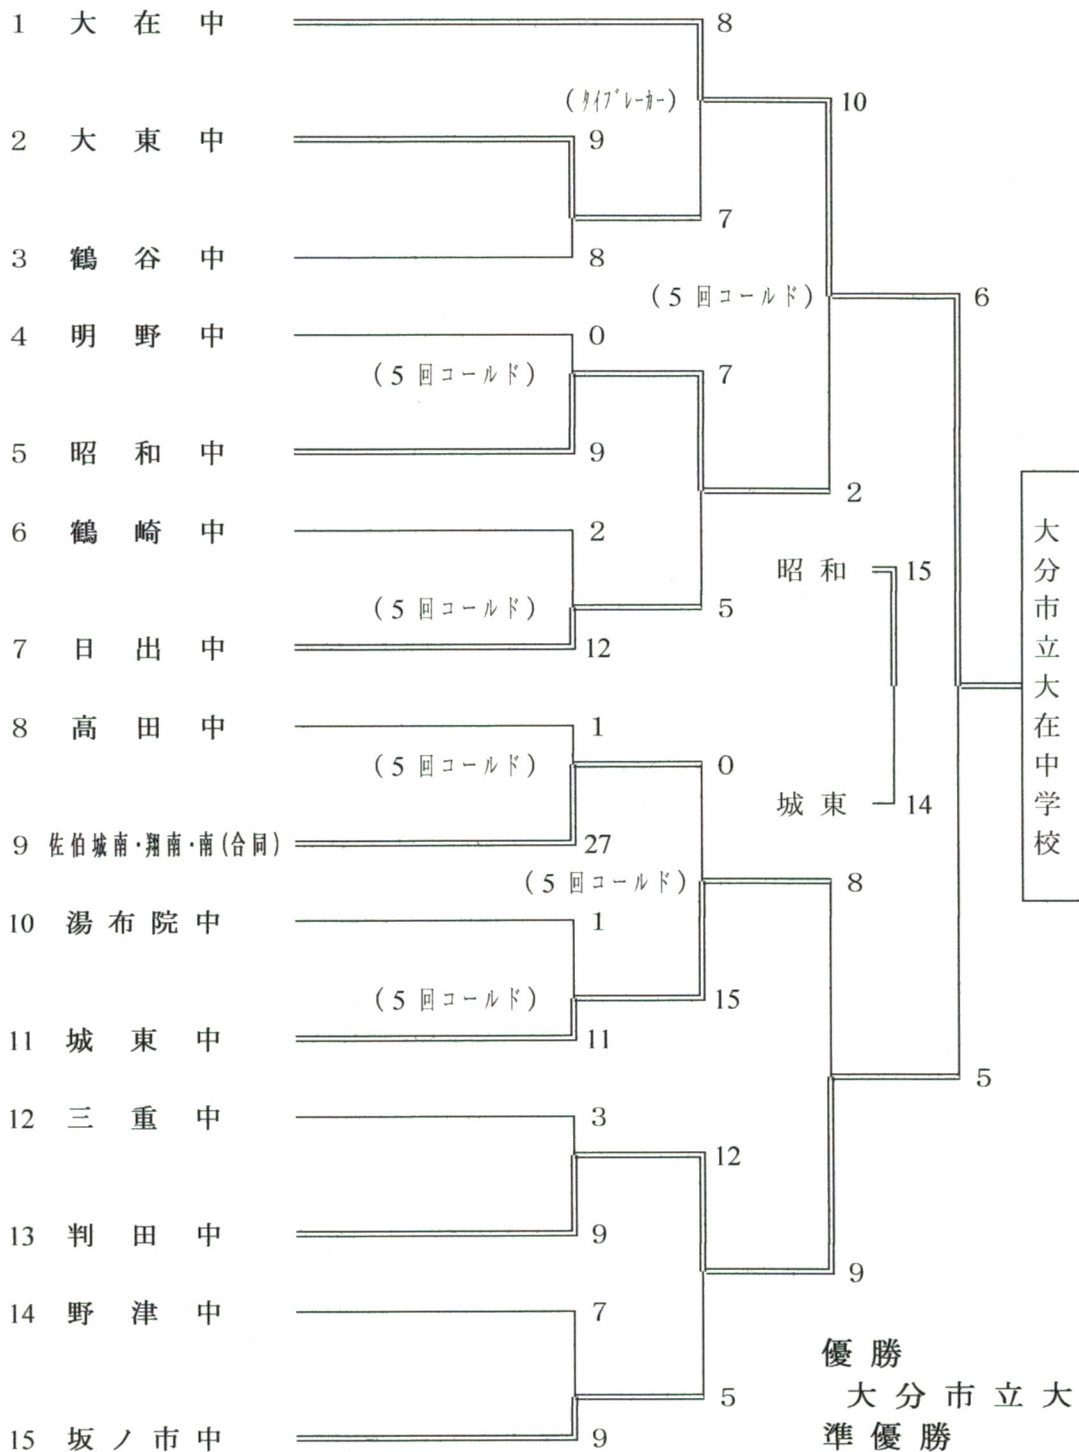 1 大在中 8
(タイブレーカー) 10
2 大東中 9
7
3 鶴谷中 8
(5回コールド) 6
4 明野中 0
(5回コールド) 7
5 昭和中 9
2
6 鶴崎中 2
昭和 15
(5回コールド) 5
7 日出中 12
8 高田中 1
(5回コールド) 0
城東 14
9 佐伯城南・翔南・南(合同) 27
(5回コールド) 8
10 湯布院中 1
(5回コールド) 15
11 城東中 11
5
12 三重中 3
12
13 判田中 9
9
14 野津中 7
5
15 坂ノ市中 9
大分市立大在中学校
優勝
大分市立大
準優勝